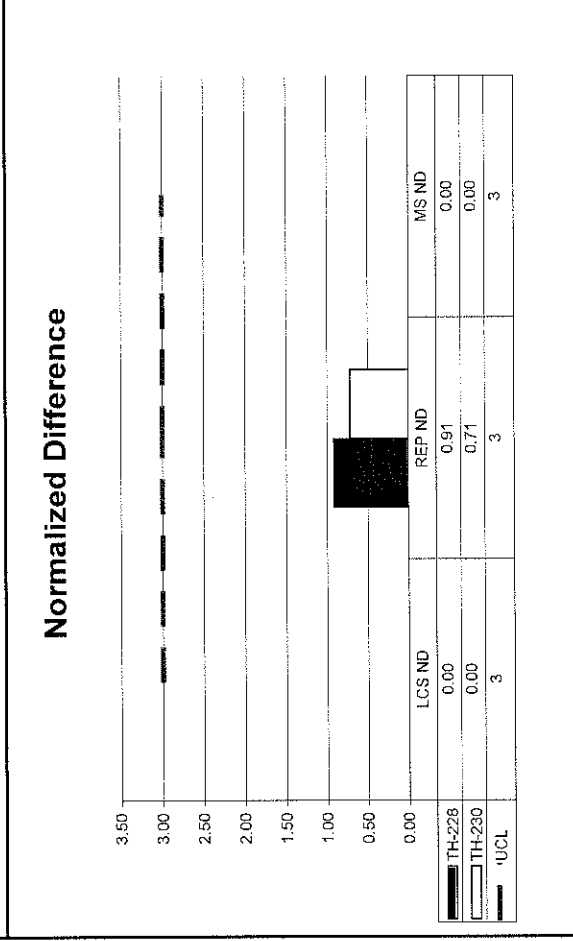 Normalized Difference
3.50
3.00
2.50
2.00
1.50
1.00
0.50
0.00
LCS ND REP ND MS ND
TH-228 0.00 0.91 0.00
TH-230 0.00 0.71 0.00
'UCL 3 3 3